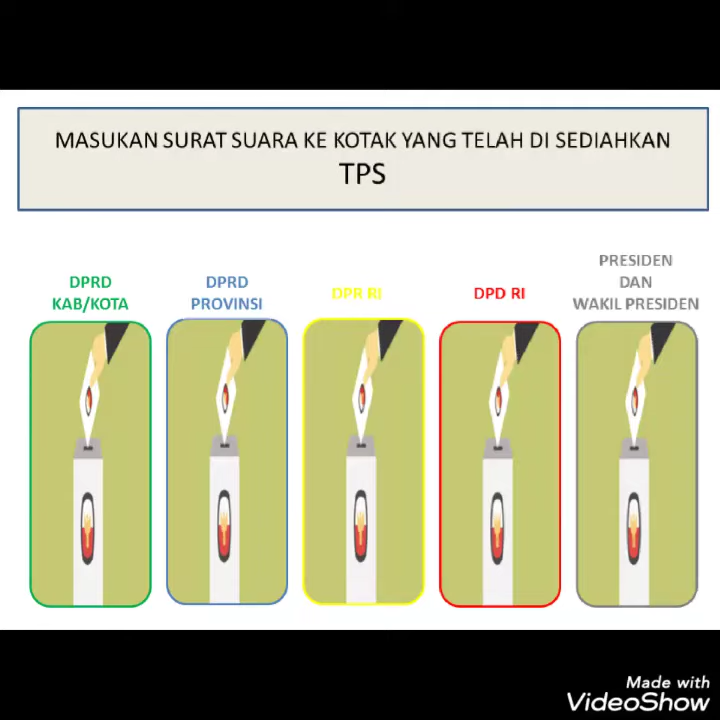 MASUKAN SURAT SUARA KE KOTAK YANG TELAH DI SEDIAHKAN
TPS
DPRD
KAB/KOTA
DPRD
PROVINSI
DPR RI
DPD RI
PRESIDEN
DAN
WAKIL PRESIDEN
Made with
VideoShow